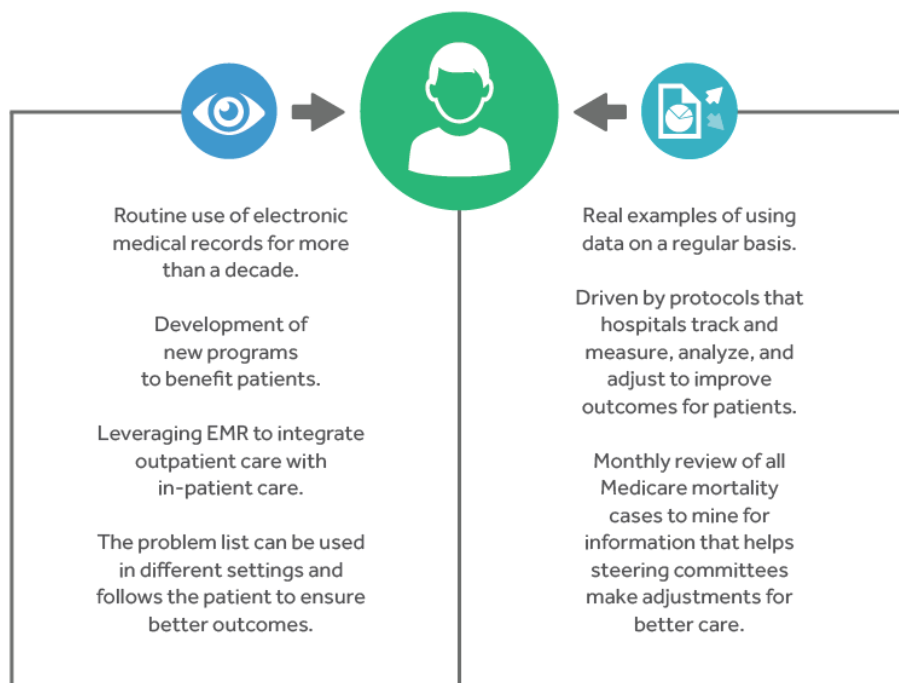 Routine use of electronic
medical records for more
than a decade.
Development of
new programs
to benefit patients.
Leveraging EMR to integrate
outpatient care with
in-patient care.
The problem list can be used
in different settings and
follows the patient to ensure
better outcomes.
Real examples of using
data on a regular basis.
Driven by protocols that
hospitals track and
measure, analyze, and
adjust to improve
outcomes for patients.
Monthly review of all
Medicare mortality
cases to mine for
information that helps
steering committees
make adjustments for
better care.